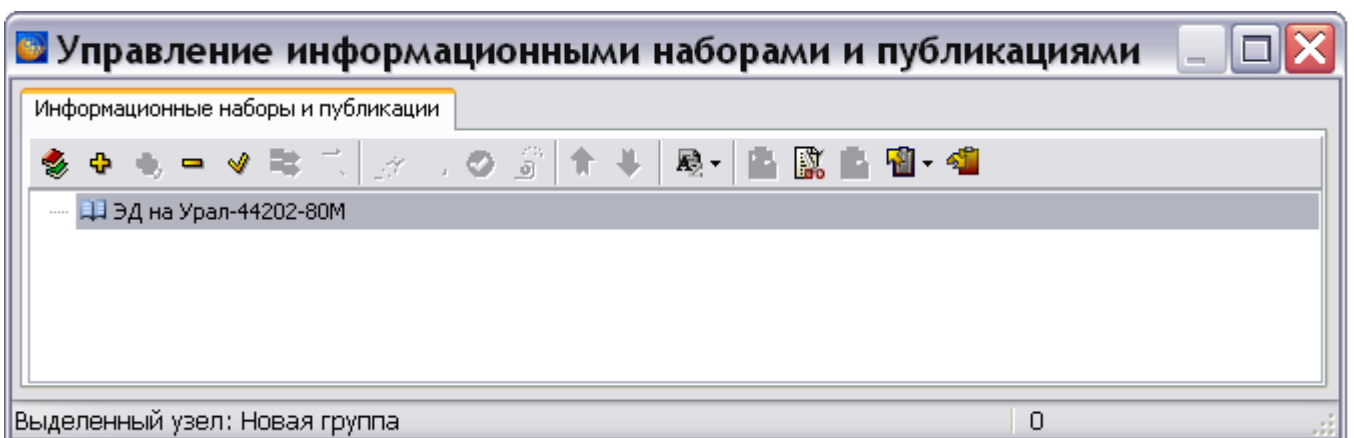 Управление информационными наборами и публикациями
Информационные наборы и публикации
ЭД на Урал-44202-80М
Выделенный узел: Новая группа 0